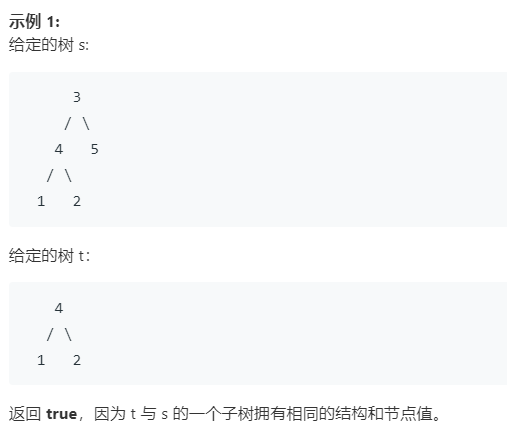 示例 1:
给定的树 s:
3
/ \
4 5
/ \
1 2
给定的树 t:
4
/ \
1 2
返回 true，因为 t 与 s 的一个子树拥有相同的结构和节点值。